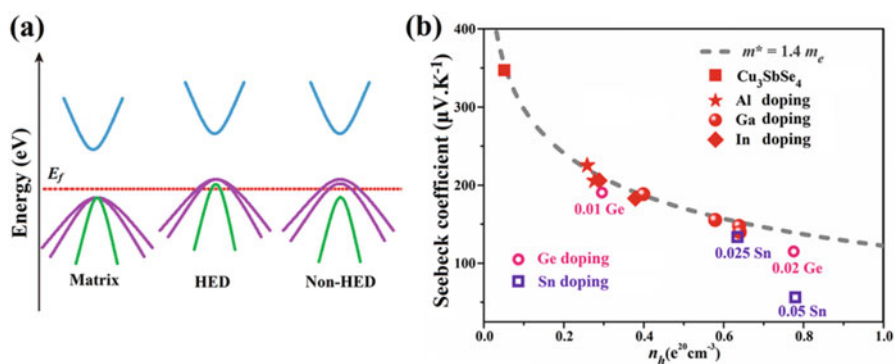 (a)
Energy (eV)
E_f
Matrix
HED
Non-HED
(b)
Seebeck coefficient (μV.K⁻¹)
400
300
200
100
0.0
0.2
0.4
0.6
0.8
1.0
n_h(e²⁰cm⁻³)
m* = 1.4 m_e
Cu₃SbSe₄
Al doping
Ga doping
In doping
0.01 Ge
0.025 Sn
0.02 Ge
0.05 Sn
Ge doping
Sn doping